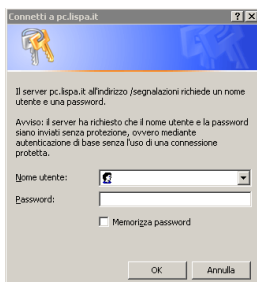 Connetti a pc.lispa.it
Il server pc.lispa.it all'indirizzo /segnalazioni richiede un nome
utente e una password.
Avviso: il server ha richiesto che il nome utente e la password
siano inviati senza protezione, ovvero mediante
autenticazione di base senza l'uso di una connessione
protetta.
Nome utente:
Password:
Memorizza password
OK Annulla